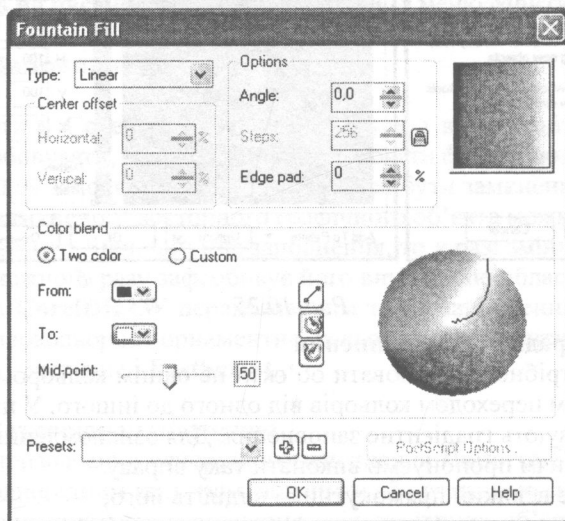 Fountain Fill
Type: Linear
Options
Center offset
Angle: 0,0
Horizontal: 0 %
Steps: 256
Vertical: 0 %
Edge pad: 0 %
Color blend
Two color Custom
From:
To:
Mid-point: 50
Presets:
PostScript Options...
OK Cancel Help